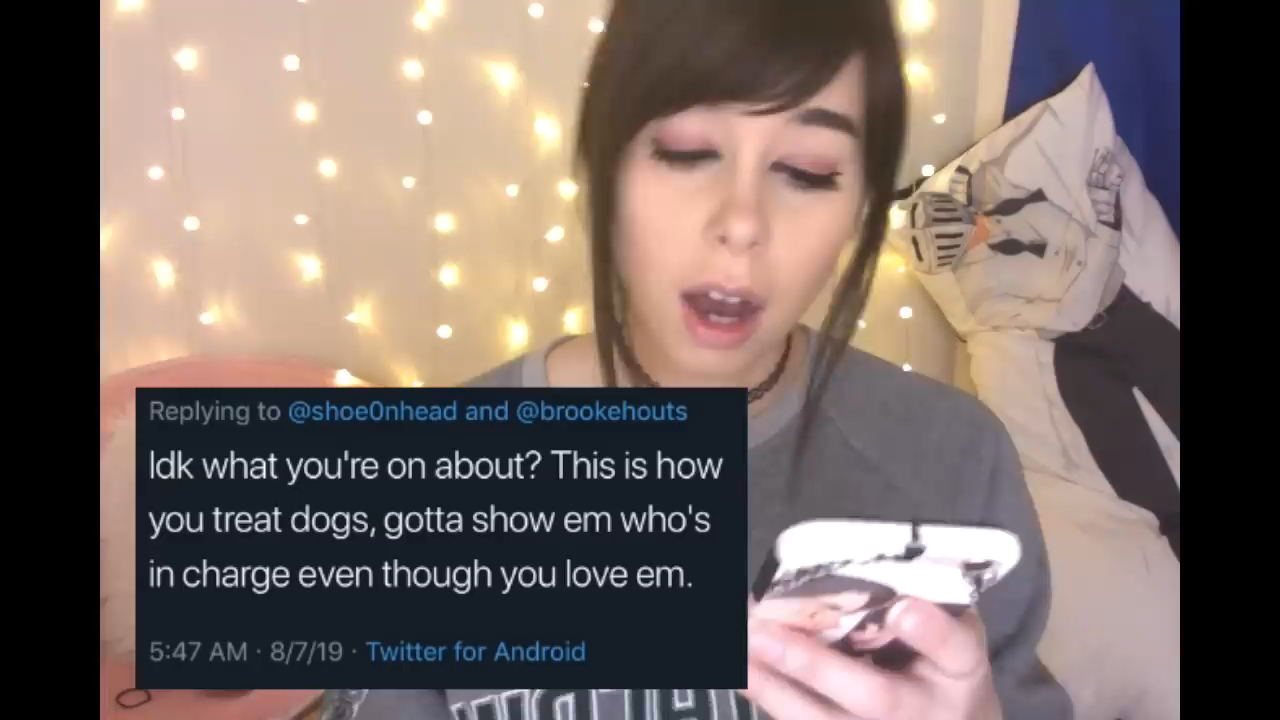 Replying to @shoe0nhead and @brookehouts
Idk what you're on about? This is how
you treat dogs, gotta show em who's
in charge even though you love em.
5:47 AM · 8/7/19 · Twitter for Android